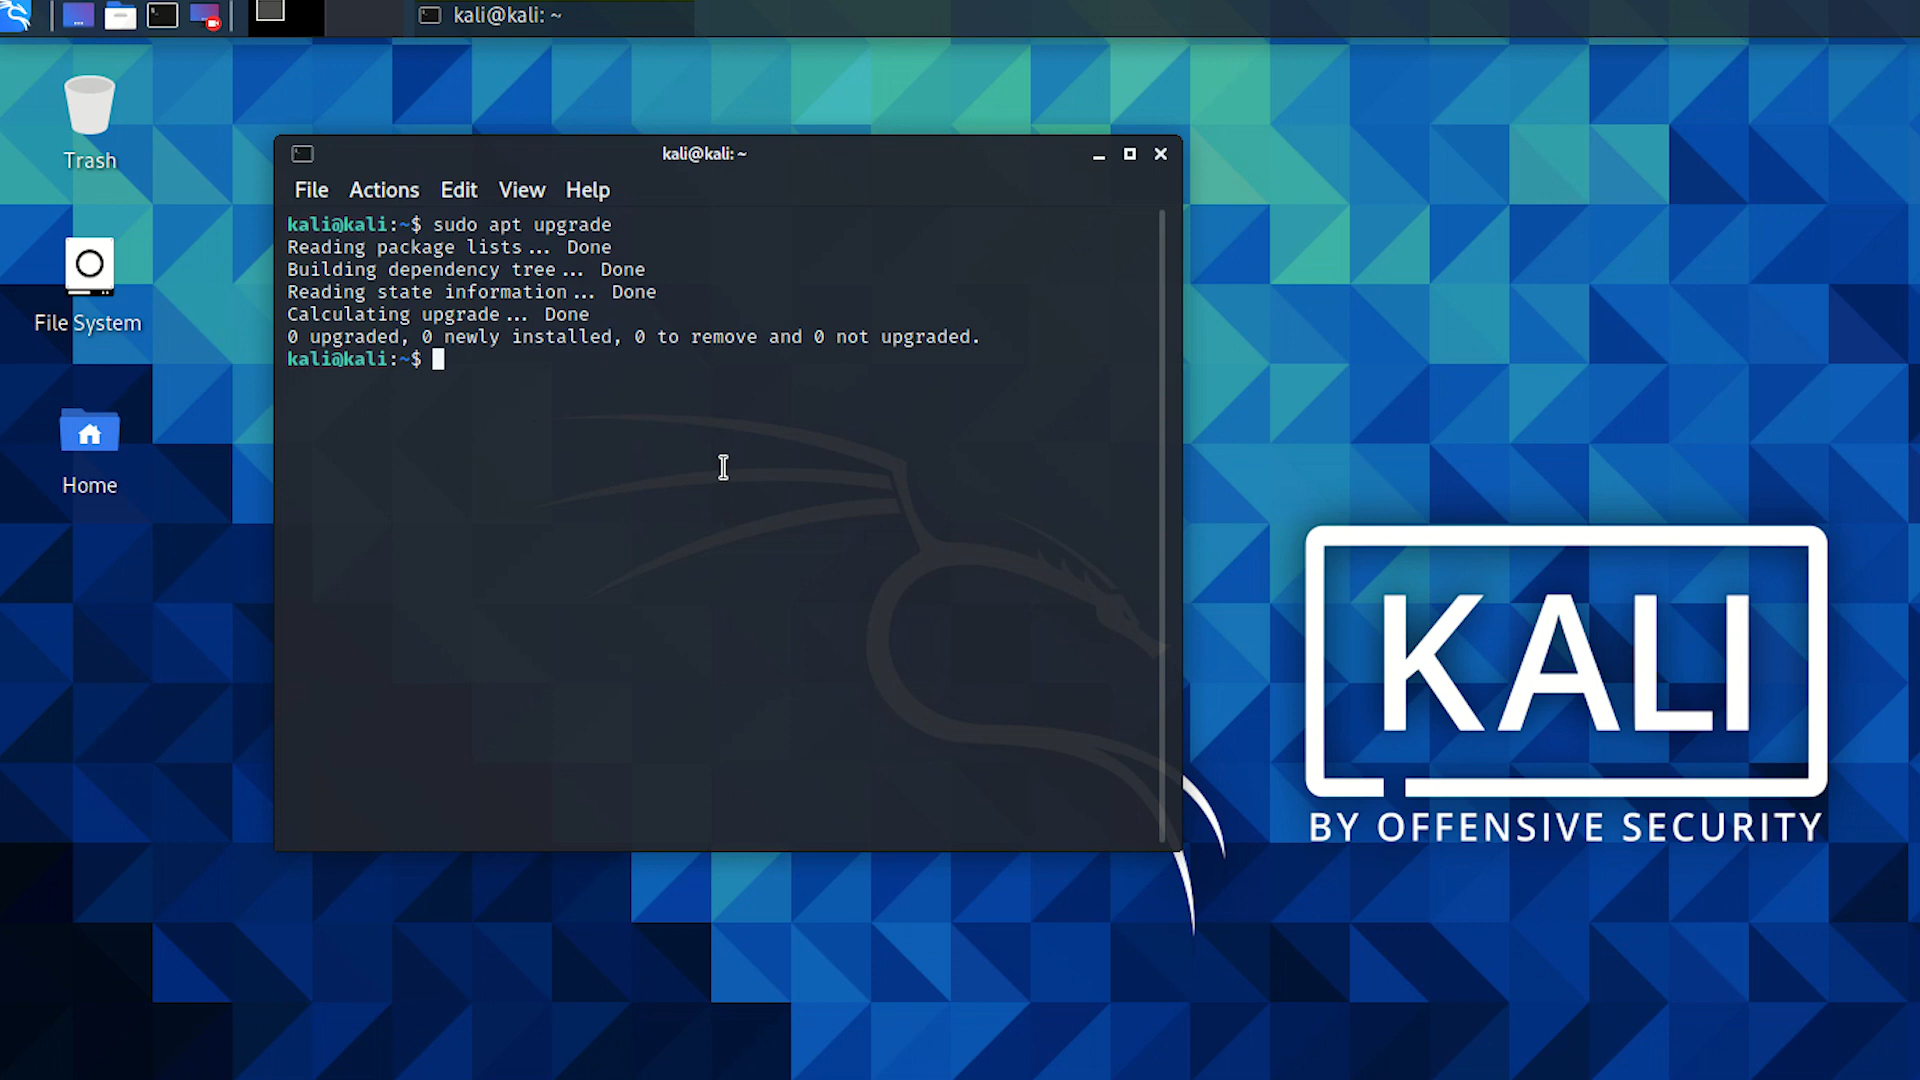 kali@kali: ~
Trash
File System
Home
kali@kali: ~
File Actions Edit View Help
kali@kali:~$ sudo apt upgrade
Reading package lists... Done
Building dependency tree... Done
Reading state information... Done
Calculating upgrade... Done
0 upgraded, 0 newly installed, 0 to remove and 0 not upgraded.
kali@kali:~$
KALI
BY OFFENSIVE SECURITY